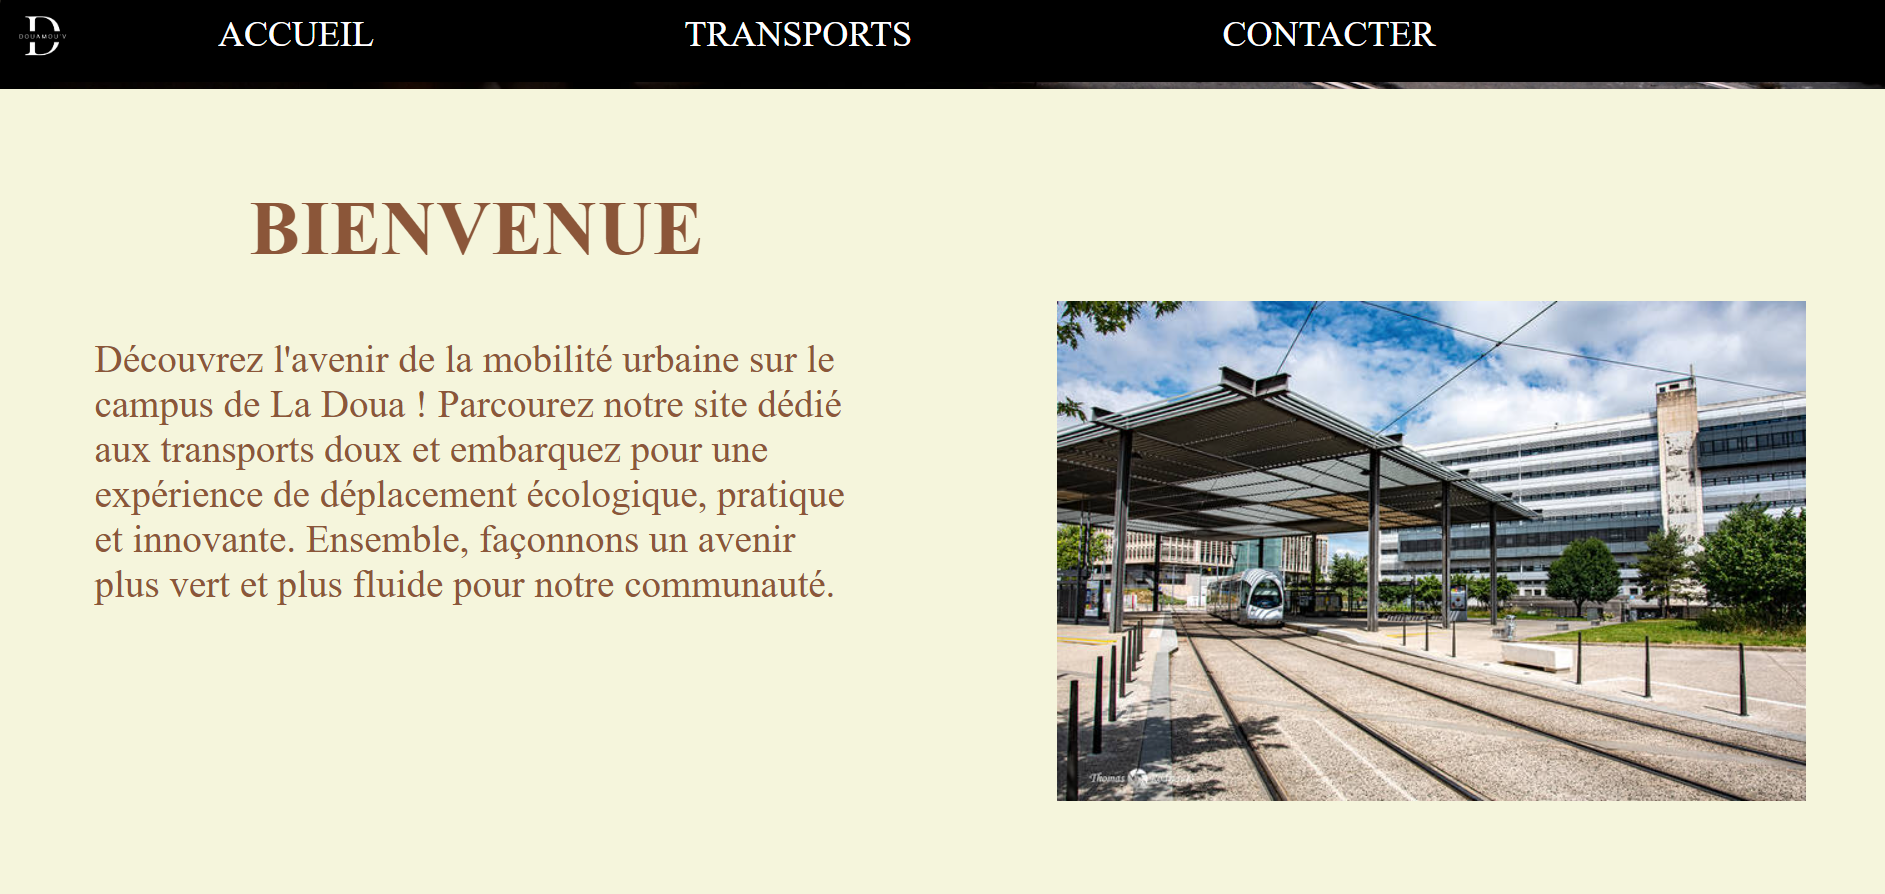 D
DOUAMOU'V
ACCUEIL
TRANSPORTS
CONTACTER
BIENVENUE
Découvrez l'avenir de la mobilité urbaine sur le
campus de La Doua ! Parcourez notre site dédié
aux transports doux et embarquez pour une
expérience de déplacement écologique, pratique
et innovante. Ensemble, façonnons un avenir
plus vert et plus fluide pour notre communauté.
Thomas